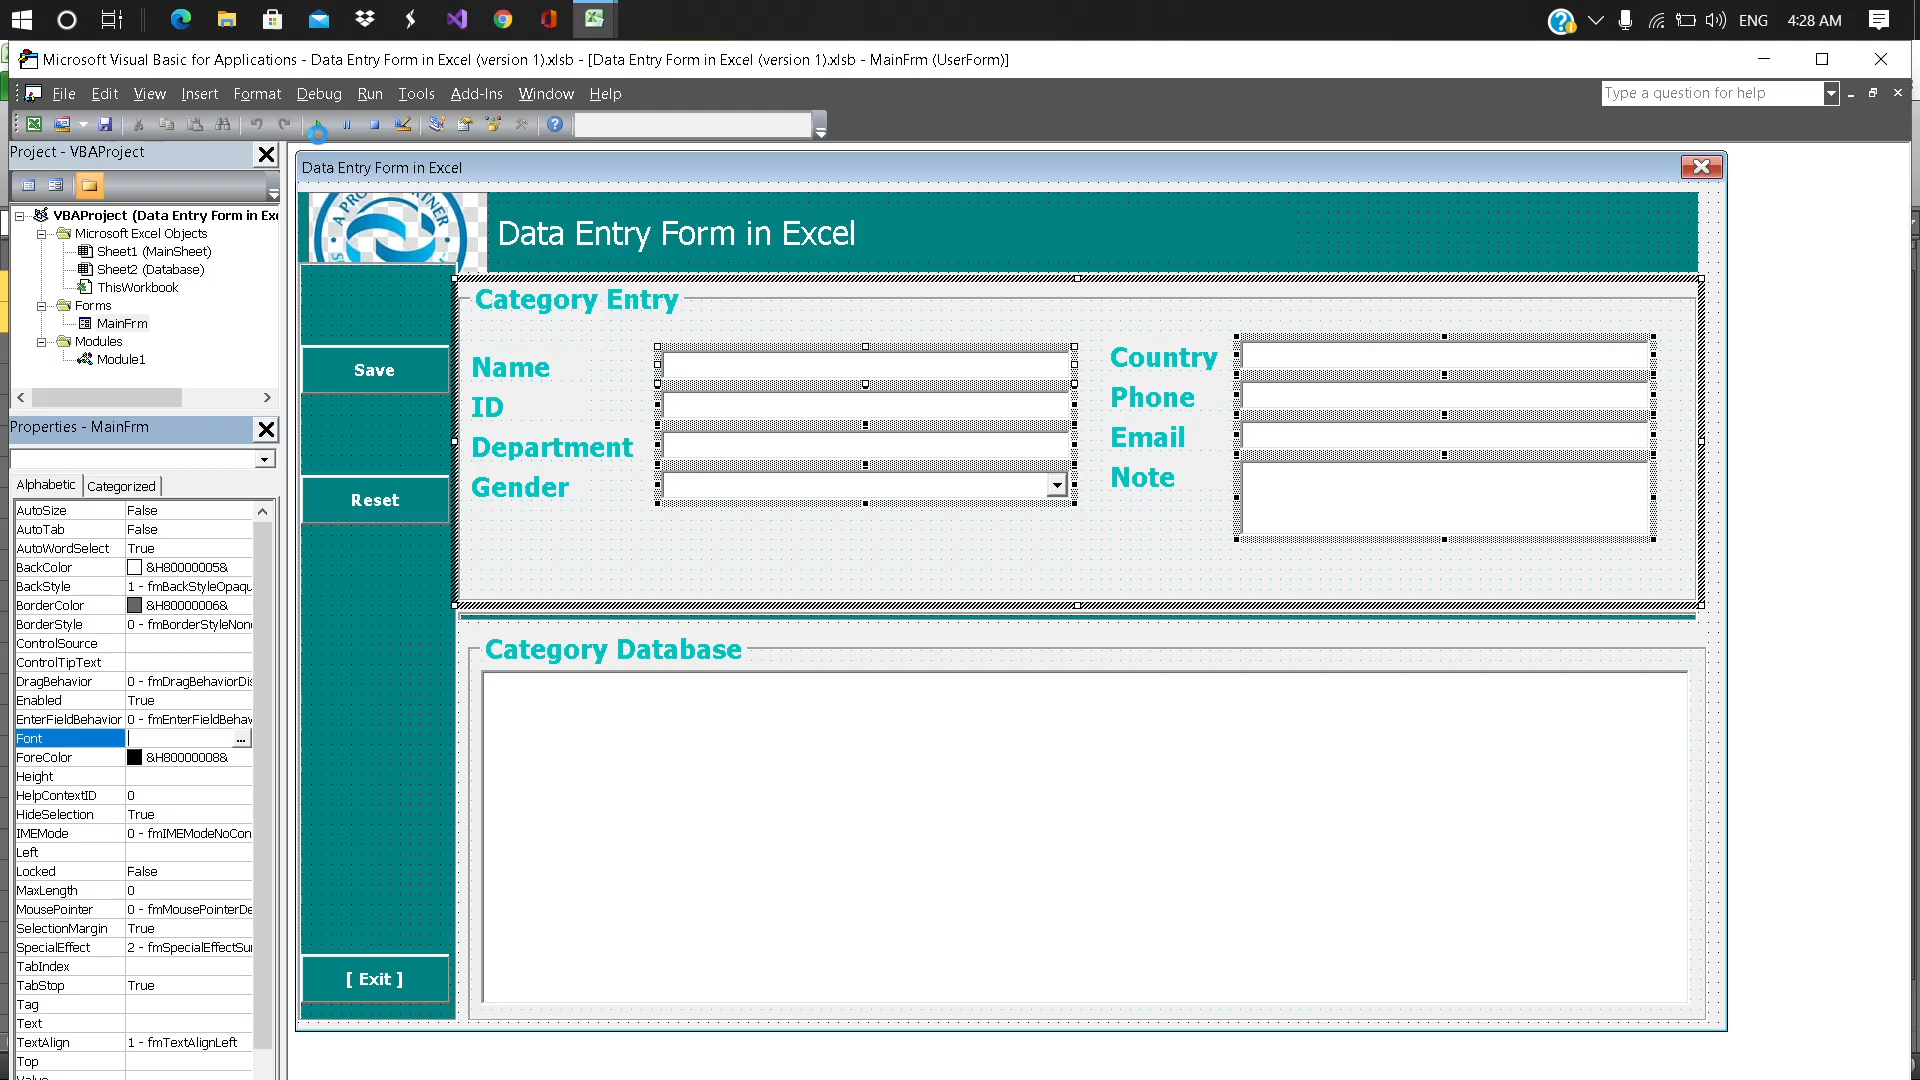 ENG 4:28 AM
Microsoft Visual Basic for Applications - Data Entry Form in Excel (version 1).xlsb - [Data Entry Form in Excel (version 1).xlsb - MainFrm (UserForm)]
File Edit View Insert Format Debug Run Tools Add-Ins Window Help
Type a question for help
Project - VBAProject
VBAProject (Data Entry Form in Ex
Microsoft Excel Objects
Sheet1 (MainSheet)
Sheet2 (Database)
ThisWorkbook
Forms
MainFrm
Modules
Module1
Properties - MainFrm
Alphabetic Categorized
AutoSize False
AutoTab False
AutoWordSelect True
BackColor &H80000005&
BackStyle 1 - fmBackStyleOpaqu
BorderColor &H80000006&
BorderStyle 0 - fmBorderStyleNon
ControlSource
ControlTipText
DragBehavior 0 - fmDragBehaviorDis
Enabled True
EnterFieldBehavior 0 - fmEnterFieldBehav
Font ...
ForeColor &H80000008&
Height
HelpContextID 0
HideSelection True
IMEMode 0 - fmIMEModeNoCon
Left
Locked False
MaxLength 0
MousePointer 0 - fmMousePointerDe
SelectionMargin True
SpecialEffect 2 - fmSpecialEffectSu
TabIndex
TabStop True
Tag
Text
TextAlign 1 - fmTextAlignLeft
Top
Data Entry Form in Excel
Data Entry Form in Excel
Save
Reset
[ Exit ]
Category Entry
Name
ID
Department
Gender
Country
Phone
Email
Note
Category Database